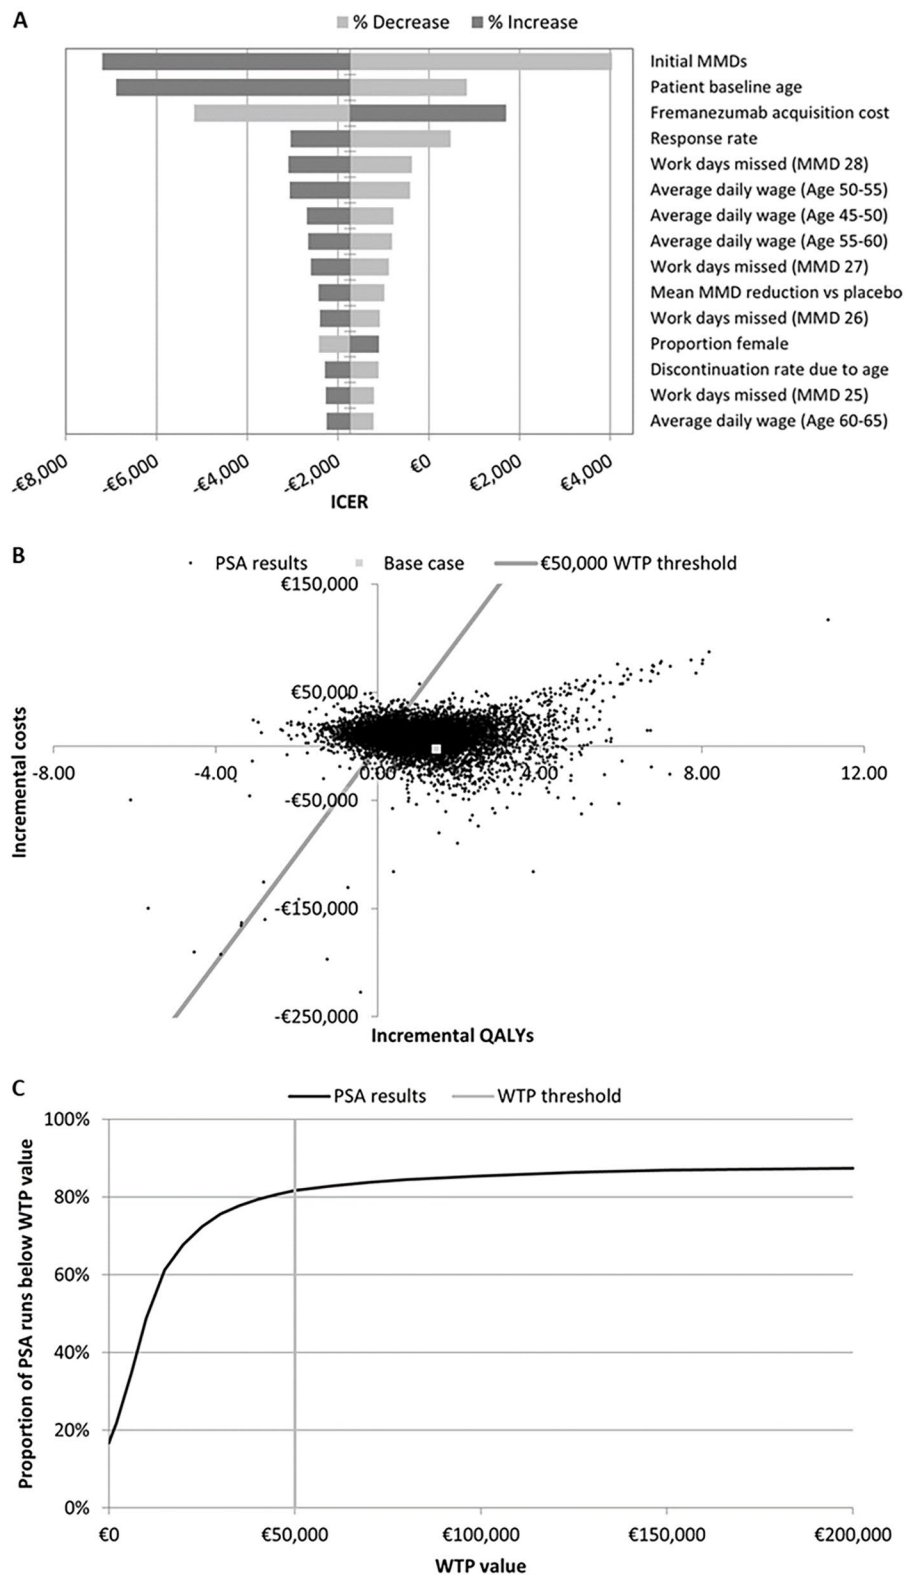 A
% Decrease % Increase
Initial MMDs
Patient baseline age
Fremanezumab acquisition cost
Response rate
Work days missed (MMD 28)
Average daily wage (Age 50-55)
Average daily wage (Age 45-50)
Average daily wage (Age 55-60)
Work days missed (MMD 27)
Mean MMD reduction vs placebo
Work days missed (MMD 26)
Proportion female
Discontinuation rate due to age
Work days missed (MMD 25)
Average daily wage (Age 60-65)
-€8,000 -€6,000 -€4,000 -€2,000 €0 €2,000 €4,000
ICER
B
PSA results Base case €50,000 WTP threshold
€150,000
€50,000
-8.00 -4.00 0.00 4.00 8.00 12.00
-€50,000
-€150,000
-€250,000
Incremental costs
Incremental QALYs
C
PSA results WTP threshold
100%
80%
60%
40%
20%
0%
Proportion of PSA runs below WTP value
€0 €50,000 €100,000 €150,000 €200,000
WTP value